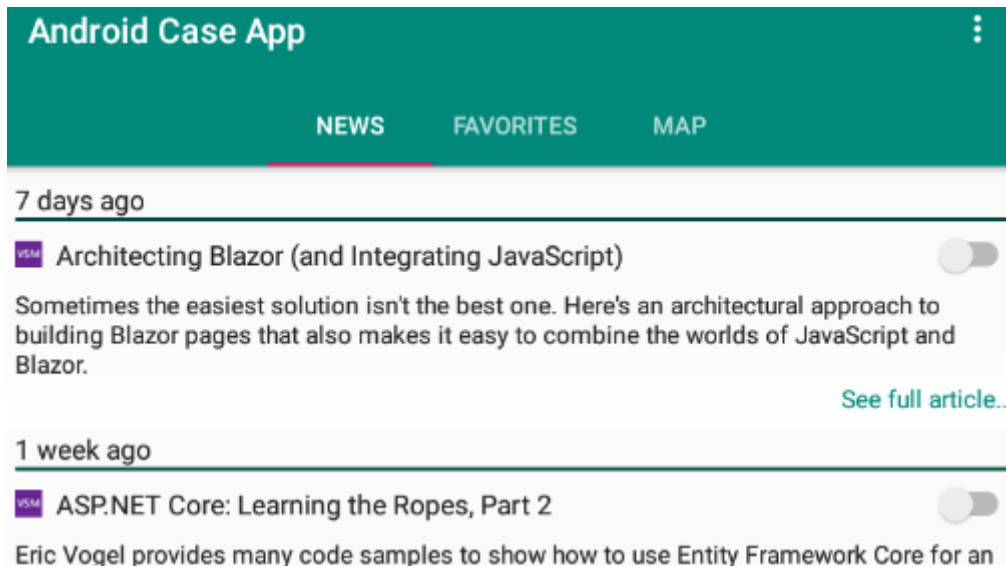 Android Case App
NEWS FAVORITES MAP
7 days ago
VSM Architecting Blazor (and Integrating JavaScript)
Sometimes the easiest solution isn't the best one. Here's an architectural approach to
building Blazor pages that also makes it easy to combine the worlds of JavaScript and
Blazor.
See full article..
1 week ago
VSM ASP.NET Core: Learning the Ropes, Part 2
Eric Vogel provides many code samples to show how to use Entity Framework Core for an